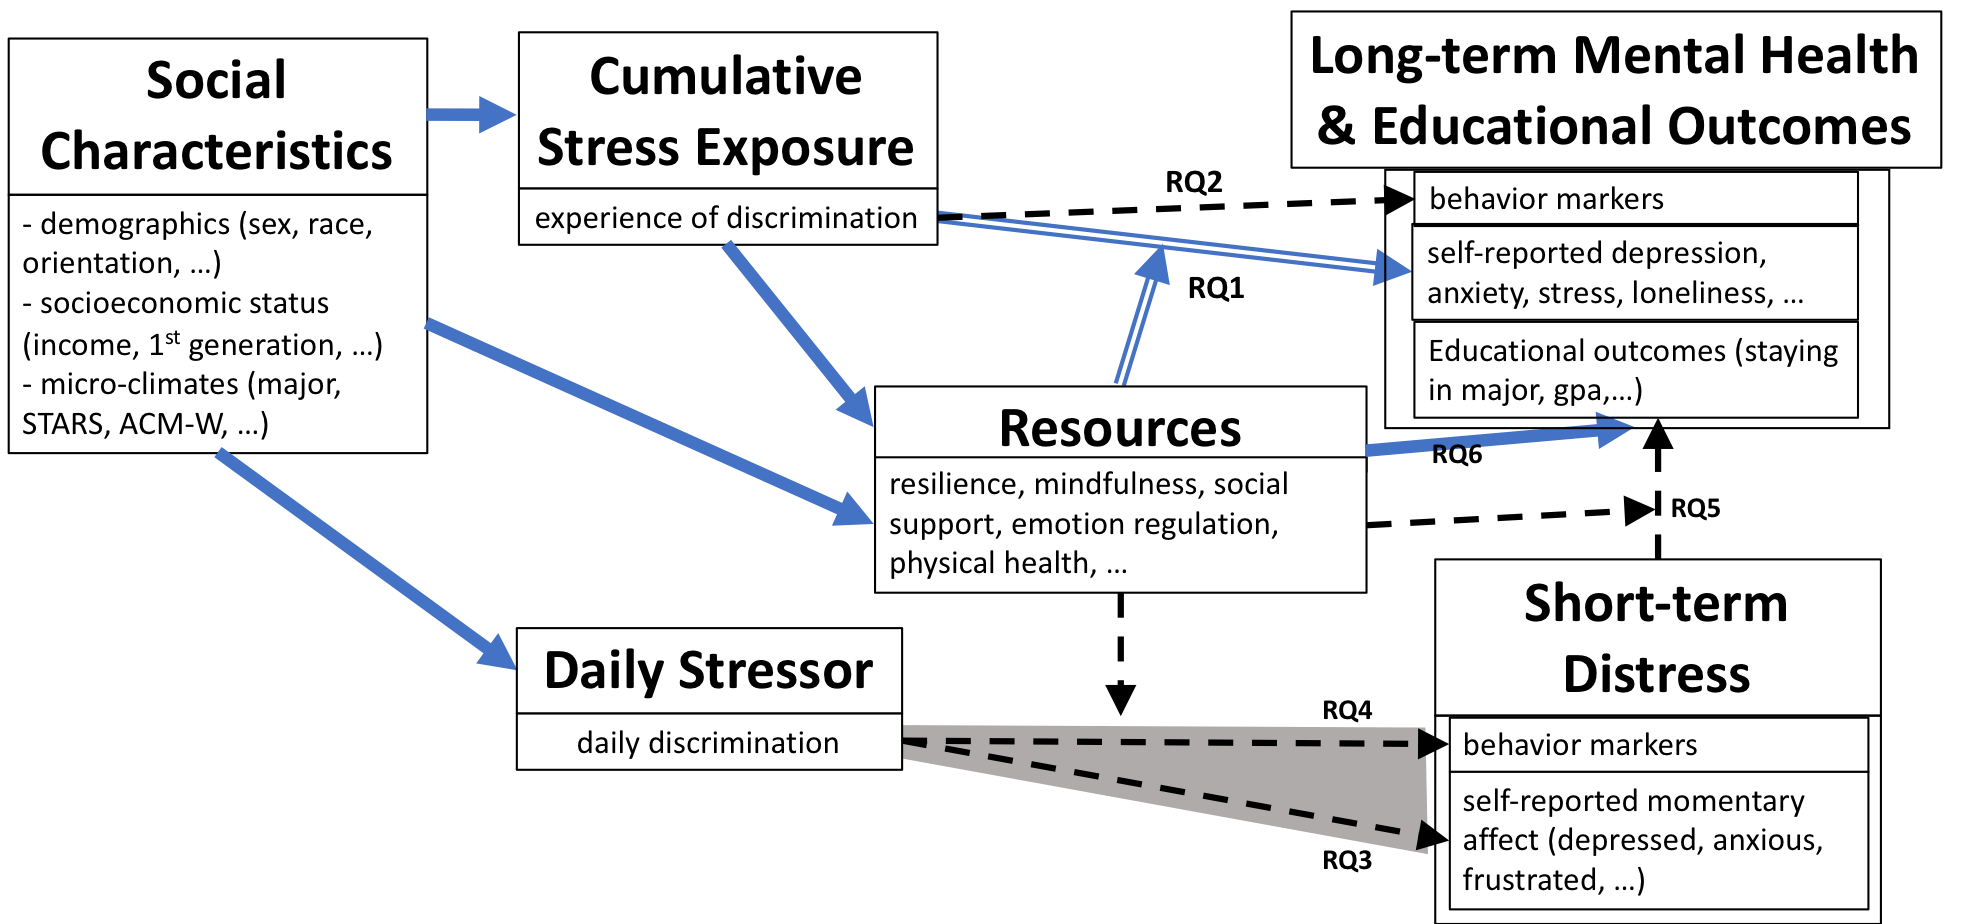 Social
Characteristics
- demographics (sex, race,
orientation, ...)
- socioeconomic status
(income, 1st generation, ...)
- micro-climates (major,
STARS, ACM-W, ...)
Cumulative
Stress Exposure
experience of discrimination
Long-term Mental Health
& Educational Outcomes
behavior markers
self-reported depression,
anxiety, stress, loneliness, ...
Educational outcomes (staying
in major, gpa,...)
RQ2
RQ1
Resources
resilience, mindfulness, social
support, emotion regulation,
physical health, ...
RQ6
RQ5
Daily Stressor
daily discrimination
RQ4
RQ3
Short-term
Distress
behavior markers
self-reported momentary
affect (depressed, anxious,
frustrated, ...)